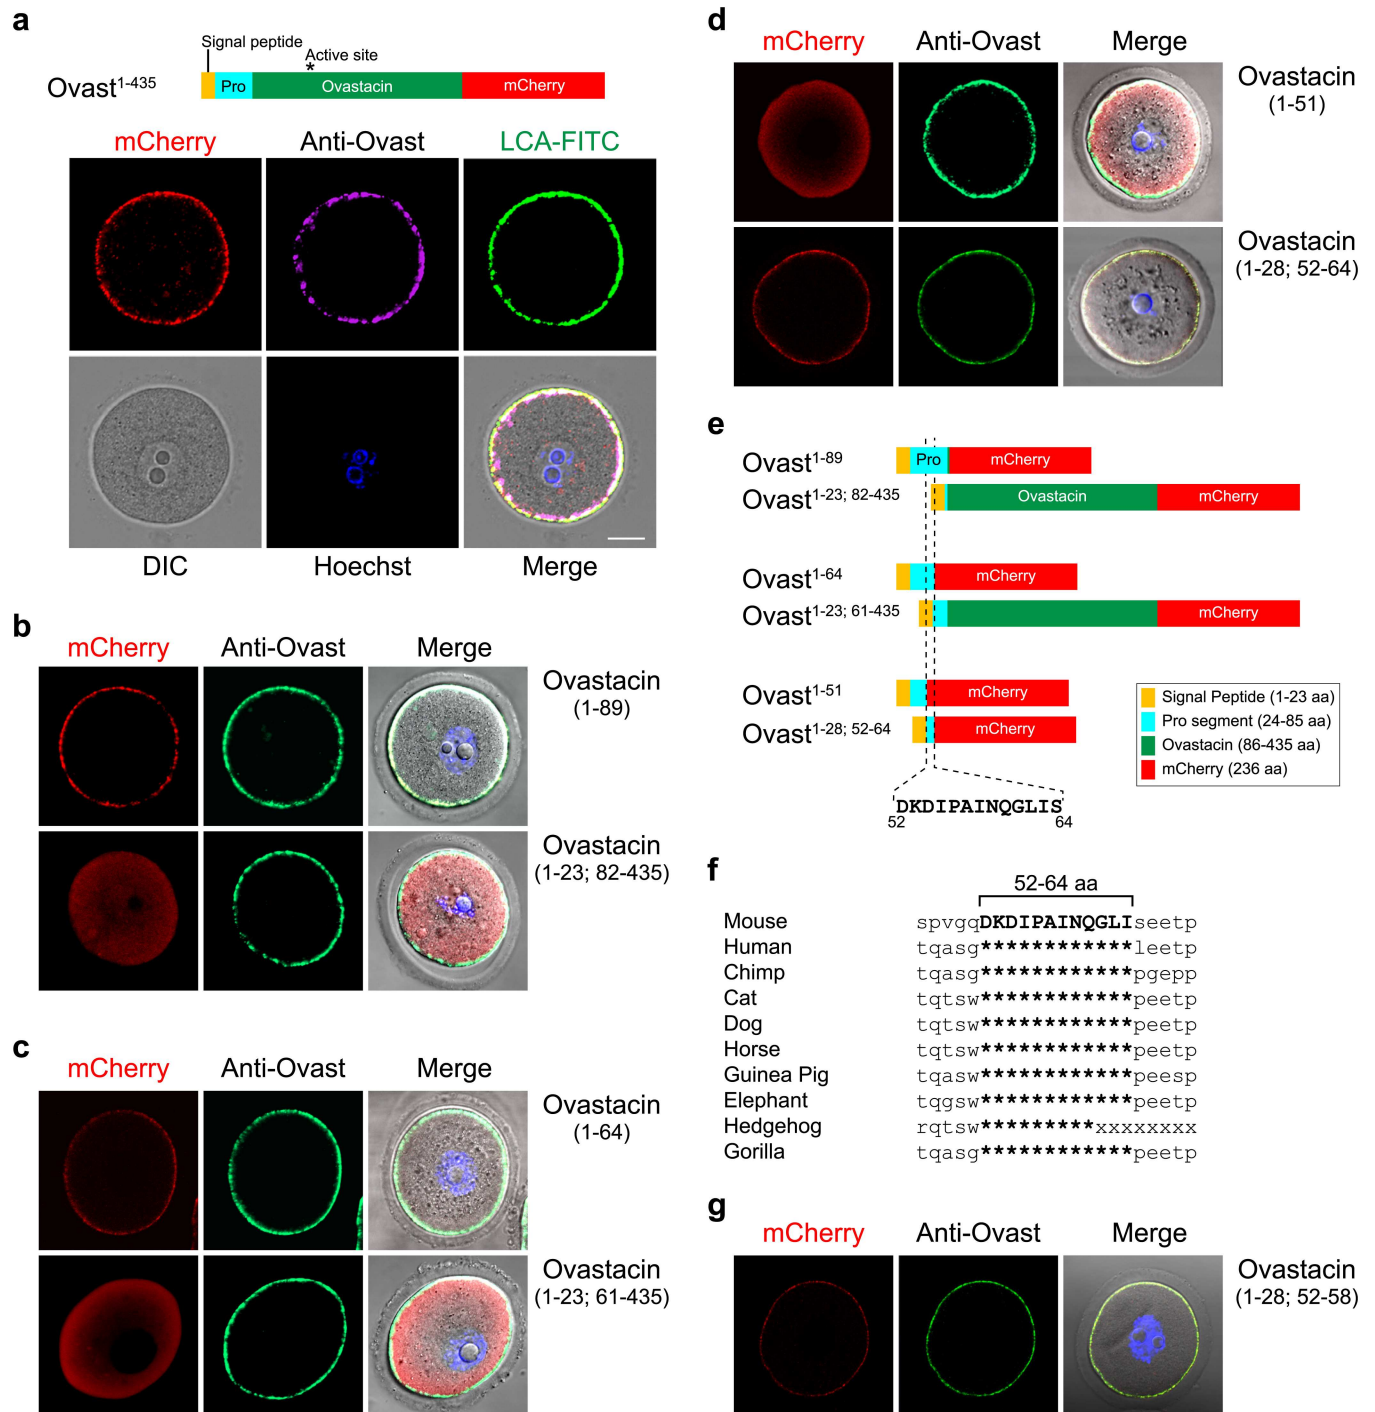 a
Signal peptide
Active site
*
Ovast1-435
Pro
Ovastacin
mCherry
mCherry
Anti-Ovast
LCA-FITC
DIC
Hoechst
Merge
b
mCherry
Anti-Ovast
Merge
Ovastacin
(1-89)
Ovastacin
(1-23; 82-435)
c
mCherry
Anti-Ovast
Merge
Ovastacin
(1-64)
Ovastacin
(1-23; 61-435)
d
mCherry
Anti-Ovast
Merge
Ovastacin
(1-51)
Ovastacin
(1-28; 52-64)
e
Ovast1-89
Pro
mCherry
Ovast1-23; 82-435
Ovastacin
mCherry
Ovast1-64
mCherry
Ovast1-23; 61-435
mCherry
Ovast1-51
mCherry
Ovast1-28; 52-64
mCherry
Signal Peptide (1-23 aa)
Pro segment (24-85 aa)
Ovastacin (86-435 aa)
mCherry (236 aa)
DKDIPAINQGLIS
52
64
f
52-64 aa
Mouse spvgqDKDIPAINQGLIseetp
Human tqasg************leetp
Chimp tqasg************pgepp
Cat tqtsw************peetp
Dog tqtsw************peetp
Horse tqtsw************peetp
Guinea Pig tqasw************peesp
Elephant tqgsw************peetp
Hedgehog rqtsw*********xxxxxxxx
Gorilla tqasg************peetp
g
mCherry
Anti-Ovast
Merge
Ovastacin
(1-28; 52-58)